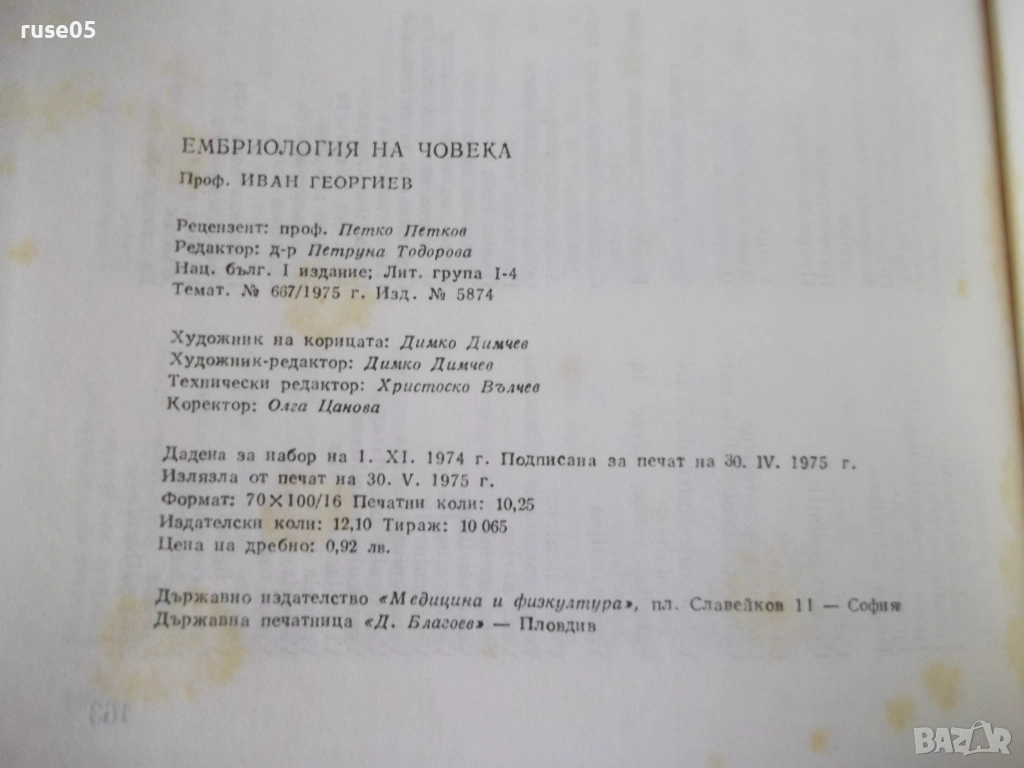 ruse05
ЕМБРИОЛОГИЯ НА ЧОВЕКА
Проф. ИВАН ГЕОРГИЕВ
Рецензент: проф. Петко Петков
Редактор: д-р Петруна Тодорова
Нац. бълг. I издание; Лит. група I-4
Темат. № 667/1975 г. Изд. № 5874
Художник на корицата: Димко Димчев
Художник-редактор: Димко Димчев
Технически редактор: Христоско Вълчев
Коректор: Олга Цанова
Дадена за набор на 1. XI. 1974 г. Подписана за печат на 30. IV. 1975 г.
Излязла от печат на 30. V. 1975 г.
Формат: 70×100/16 Печатни коли: 10,25
Издателски коли: 12,10 Тираж: 10 065
Цена на дребно: 0,92 лв.
Държавно издателство «Медицина и физкултура», пл. Славейков 11 — София
Държавна печатница «Д. Благоев» — Пловдив
163
BAZAR